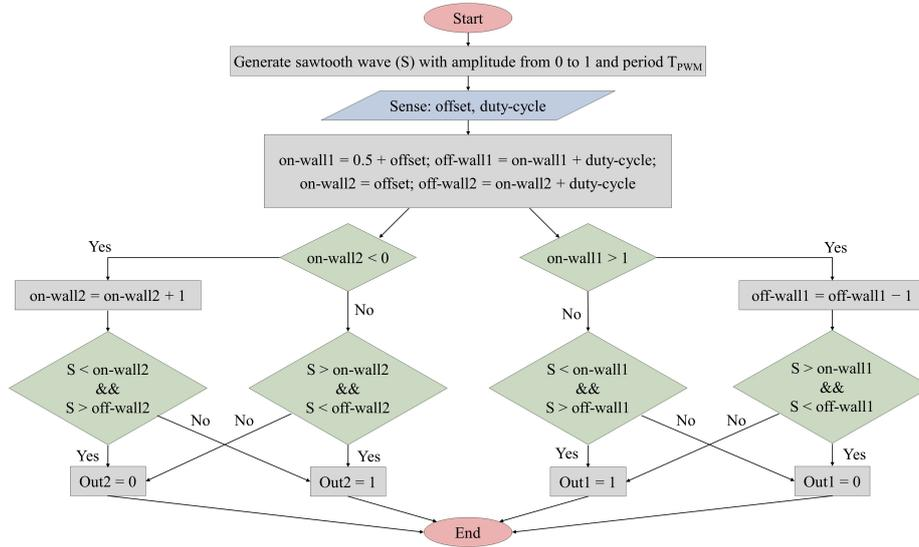 Start
Generate sawtooth wave (S) with amplitude from 0 to 1 and period T_PWM
Sense: offset, duty-cycle
on-wall1 = 0.5 + offset; off-wall1 = on-wall1 + duty-cycle;
on-wall2 = offset; off-wall2 = on-wall2 + duty-cycle
Yes
on-wall2 < 0
on-wall1 > 1
Yes
on-wall2 = on-wall2 + 1
No
No
off-wall1 = off-wall1 − 1
S < on-wall2
&&
S > off-wall2
S > on-wall2
&&
S < off-wall2
S < on-wall1
&&
S > off-wall1
S > on-wall1
&&
S < off-wall1
No
No
No
No
Yes
Yes
Yes
Yes
Out2 = 0
Out2 = 1
Out1 = 1
Out1 = 0
End